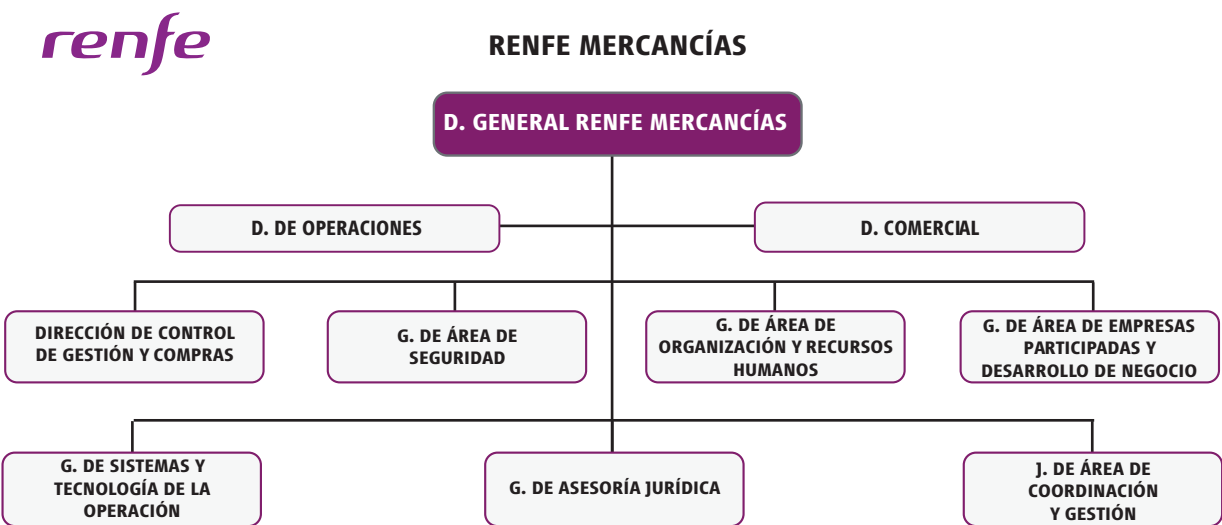 renfe
RENFE MERCANCÍAS
D. GENERAL RENFE MERCANCÍAS
D. DE OPERACIONES
D. COMERCIAL
DIRECCIÓN DE CONTROL
DE GESTIÓN Y COMPRAS
G. DE ÁREA DE
SEGURIDAD
G. DE ÁREA DE
ORGANIZACIÓN Y RECURSOS
HUMANOS
G. DE ÁREA DE EMPRESAS
PARTICIPADAS Y
DESARROLLO DE NEGOCIO
G. DE SISTEMAS Y
TECNOLOGÍA DE LA
OPERACIÓN
G. DE ASESORÍA JURÍDICA
J. DE ÁREA DE
COORDINACIÓN
Y GESTIÓN